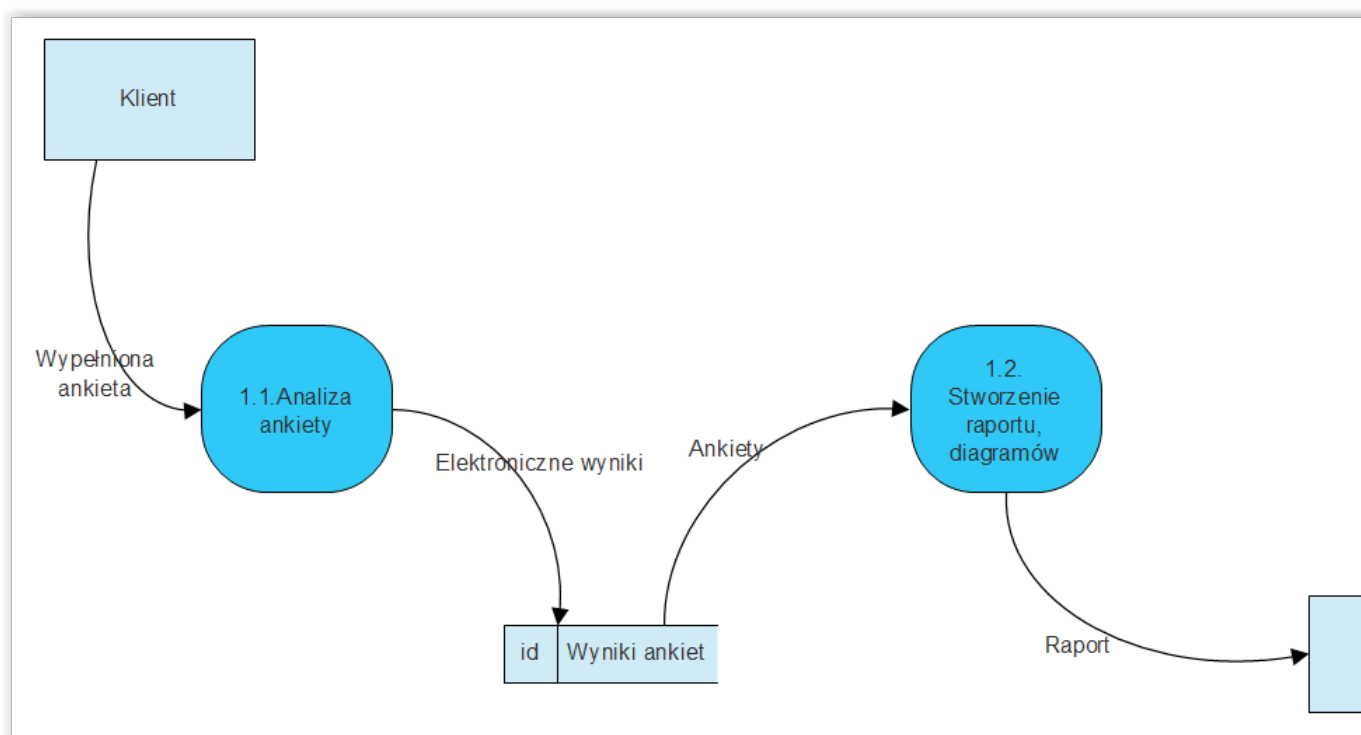 Klient
Wypełniona
ankieta
1.1.Analiza
ankiety
Elektroniczne wyniki
Ankiety
1.2.
Stworzenie
raportu,
diagramów
id
Wyniki ankiet
Raport